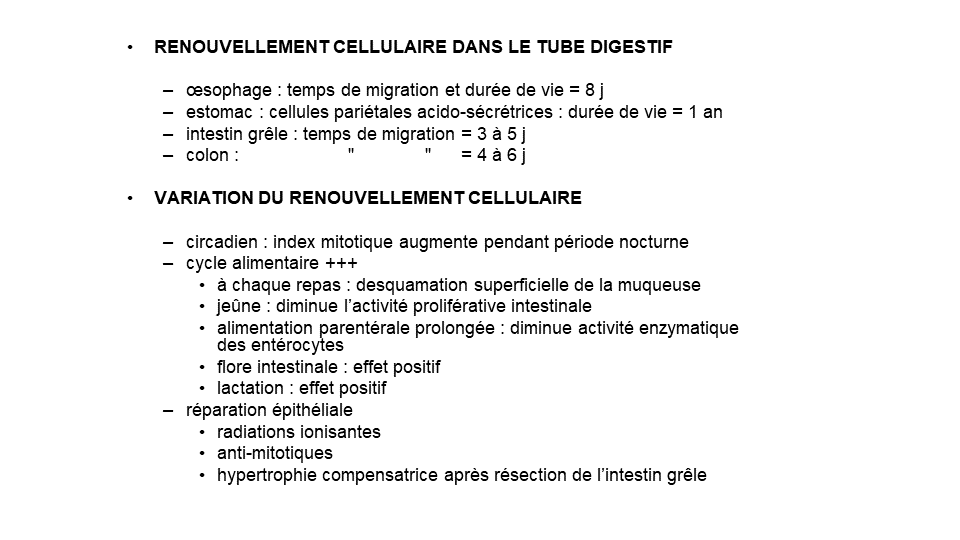 • RENOUVELLEMENT CELLULAIRE DANS LE TUBE DIGESTIF
– œsophage : temps de migration et durée de vie = 8 j
– estomac : cellules pariétales acido-sécrétrices : durée de vie = 1 an
– intestin grêle : temps de migration = 3 à 5 j
– colon : " " = 4 à 6 j
• VARIATION DU RENOUVELLEMENT CELLULAIRE
– circadien : index mitotique augmente pendant période nocturne
– cycle alimentaire +++
• à chaque repas : desquamation superficielle de la muqueuse
• jeûne : diminue l’activité proliférative intestinale
• alimentation parentérale prolongée : diminue activité enzymatique
des entérocytes
• flore intestinale : effet positif
• lactation : effet positif
– réparation épithéliale
• radiations ionisantes
• anti-mitotiques
• hypertrophie compensatrice après résection de l’intestin grêle